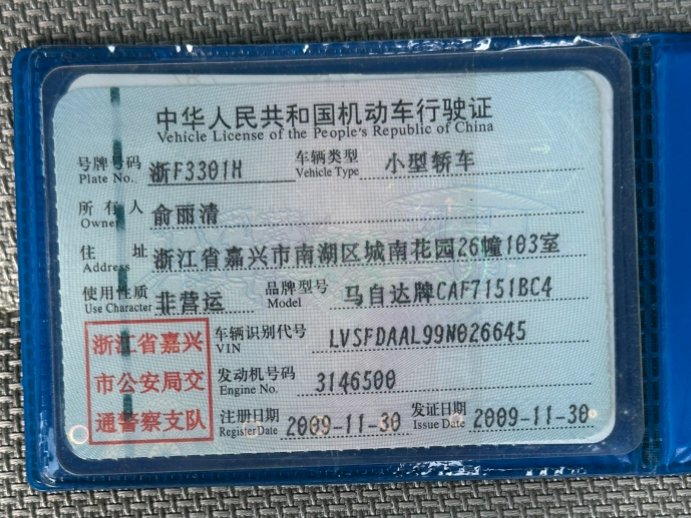 中华人民共和国机动车行驶证
Vehicle License of the People's Republic of China
号牌号码 浙F3301H 车辆类型 小型轿车
Plate No. Vehicle Type
所有人 俞丽清
Owner
住址 浙江省嘉兴市南湖区城南花园26幢103室
Address
使用性质 非营运 品牌型号 马自达牌CAF7151BC4
Use Character Model
浙江省嘉兴
市公安局交
通警察支队
车辆识别代号 LVSFDAAL99N026645
VIN
发动机号码 3146500
Engine No.
注册日期 2009-11-30 发证日期 2009-11-30
Register Date Issue Date